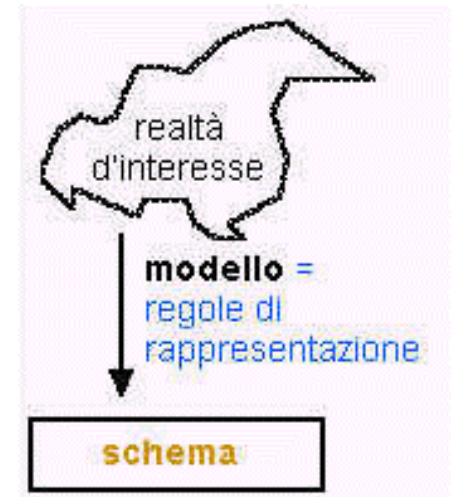 realtà
d'interesse
modello =
regole di
rappresentazione
schema